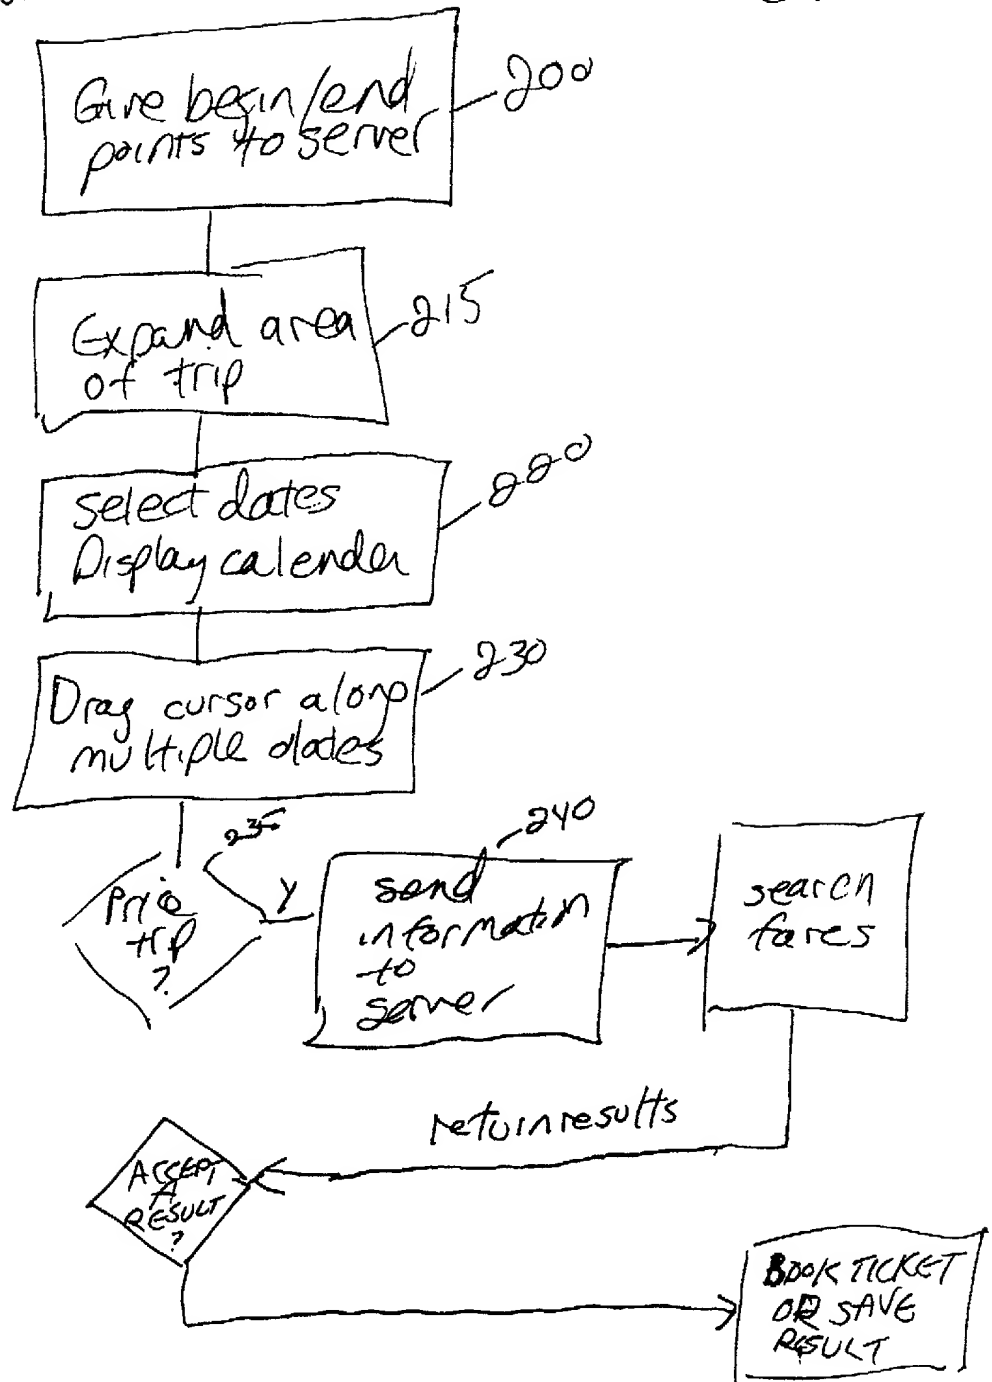 Give begin/end
points to server
200
Expand area
of trip
215
select dates
Display calender
220
Drag cursor along
multiple dates
230
Price
trip
?
235
Y
send
information
to
server
240
search
fares
return results
ACCEPT
A
RESULT
?
BOOK TICKET
OR SAVE
RESULT